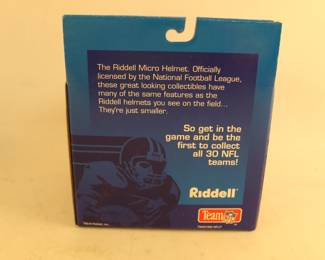 The Riddell Micro Helmet. Officially
licensed by the National Football League,
these great looking collectibles have
many of the same features as the
Riddell helmets you see on the field...
They're just smaller.
So get in the
game and be the
first to collect
all 30 NFL
teams!
Riddell
Team
NFL